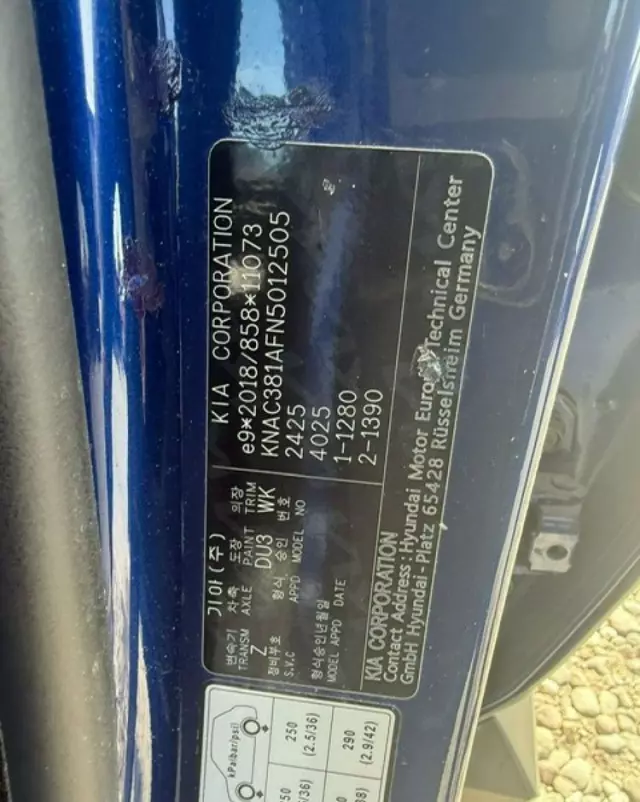 기아(주) KIA CORPORATION
변속기 차축 도장 의장
TRANSM AXLE PAINT TRIM
Z DU3 WK
e9*2018/858*11073
KNAC381AFN5012505
정비부호 형식 승인 번호
S.V.C APPD MODEL NO
2425
4025
형식승인년월일
MODEL APPD DATE
1-1280
2-1390
KIA CORPORATION
Contact Address : Hyundai Motor Europe Technical Center
GmbH Hyundai-Platz 65428 Rüsselsheim Germany
kPa(bar/psi)
250
(2.5/36)
290
(2.9/42)